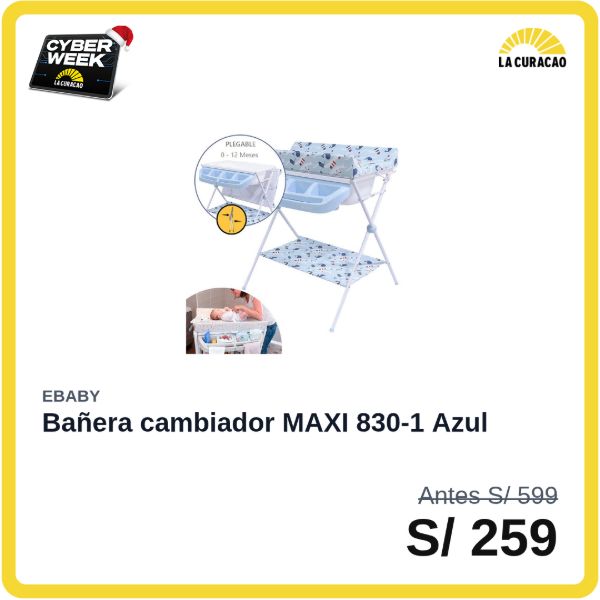 CYBER
WEEK
LA CURACAO
LA CURACAO
PLEGABLE
0 - 12 Meses
EBABY
Bañera cambiador MAXI 830-1 Azul
Antes S/ 599
S/ 259